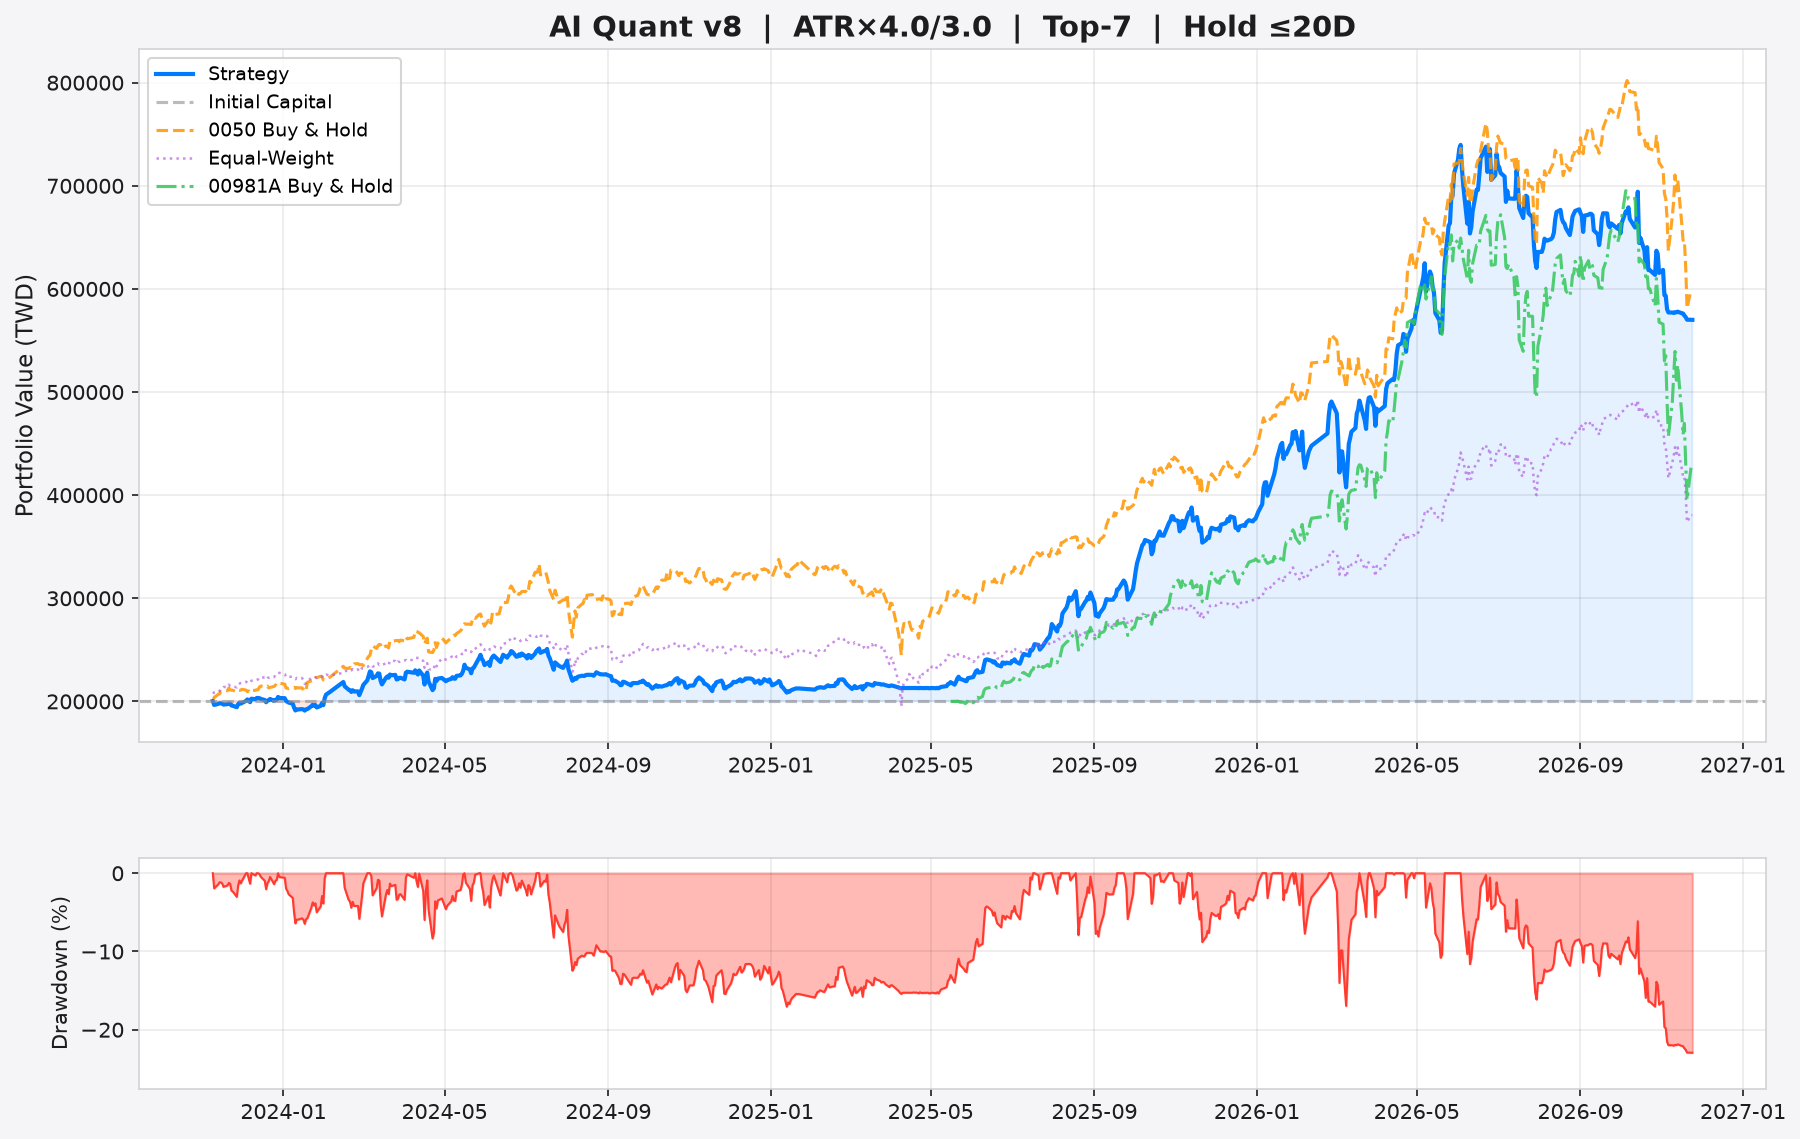 AI Quant v8 | ATR×4.0/3.0 | Top-7 | Hold ≤20D
Strategy
Initial Capital
0050 Buy & Hold
Equal-Weight
00981A Buy & Hold
Portfolio Value (TWD)
800000
700000
600000
500000
400000
300000
200000
2024-01 2024-05 2024-09 2025-01 2025-05 2025-09 2026-01 2026-05 2026-09 2027-01
Drawdown (%)
0
−10
−20
2024-01 2024-05 2024-09 2025-01 2025-05 2025-09 2026-01 2026-05 2026-09 2027-01